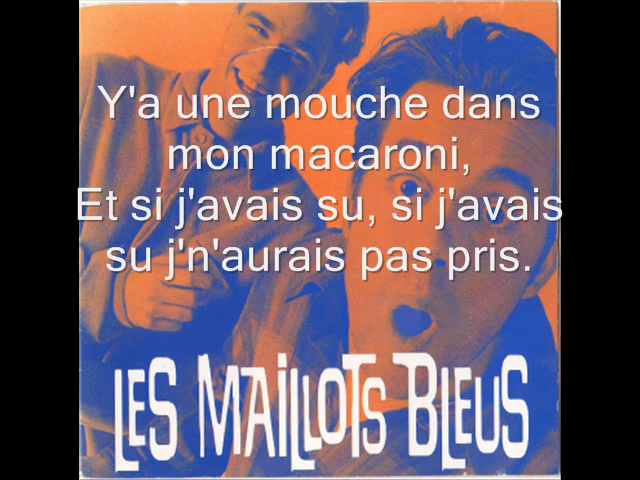 Y'a une mouche dans
mon macaroni,
Et si j'avais su, si j'avais
su j'n'aurais pas pris.
LES MAILLOTS BLEUS